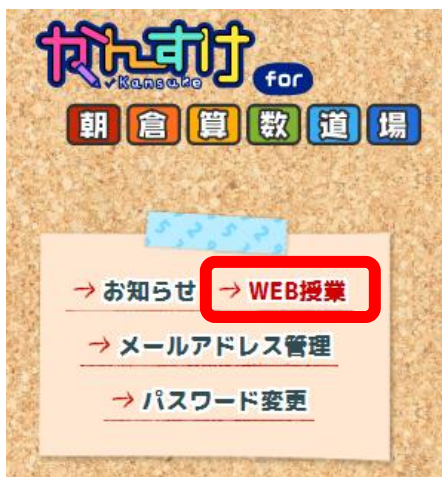 かんすけ
Kansuke for
朝倉算数道場
→お知らせ →WEB授業
→メールアドレス管理
→パスワード変更